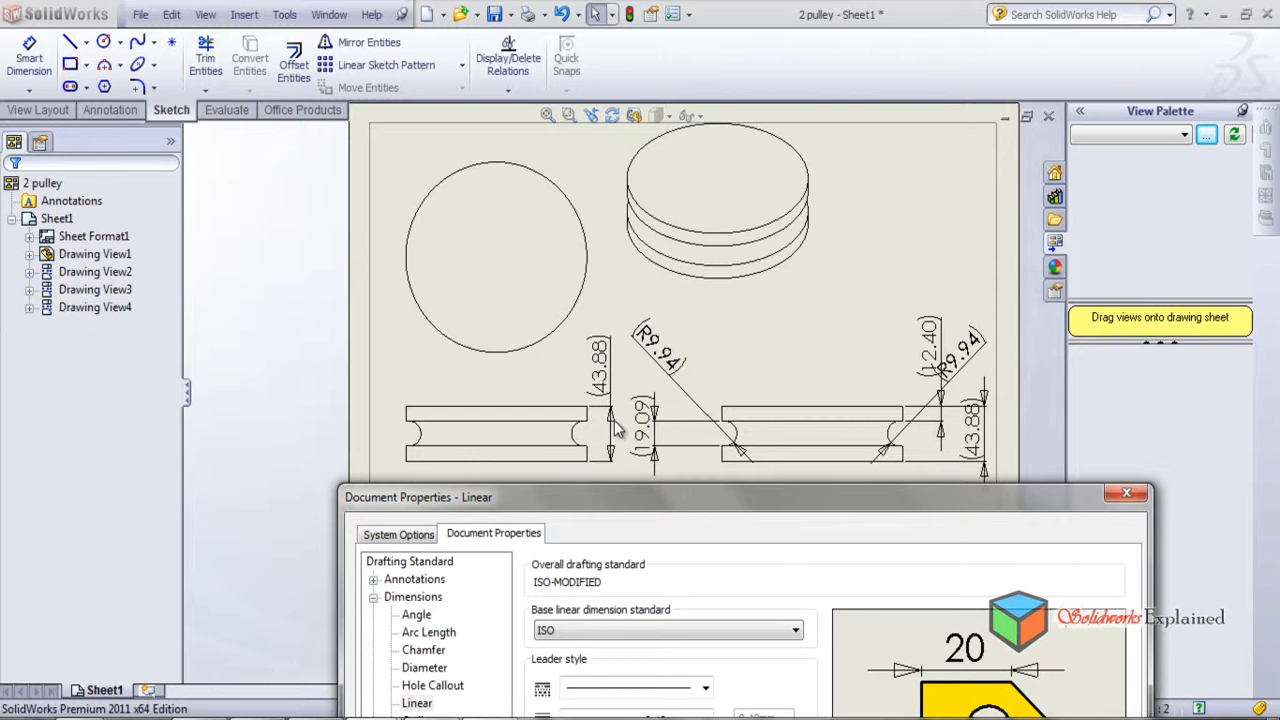 SolidWorks
File
Edit
View
Insert
Tools
Window
Help
2 pulley - Sheet1 *
Search SolidWorks Help
Smart Dimension
Trim Entities
Convert Entities
Offset Entities
Mirror Entities
Linear Sketch Pattern
Move Entities
Display/Delete Relations
Quick Snaps
View Layout
Annotation
Sketch
Evaluate
Office Products
View Palette
2 pulley
Annotations
Sheet1
Sheet Format1
Drawing View1
Drawing View2
Drawing View3
Drawing View4
Drag views onto drawing sheet
(43.88)
(R9.94)
(19.09)
(12.40)
(R9.94)
(43.88)
Document Properties - Linear
System Options
Document Properties
Drafting Standard
Annotations
Dimensions
Angle
Arc Length
Chamfer
Diameter
Hole Callout
Linear
Overall drafting standard
ISO-MODIFIED
Base linear dimension standard
ISO
Leader style
20
Solidworks Explained
Sheet1
SolidWorks Premium 2011 x64 Edition
: 2